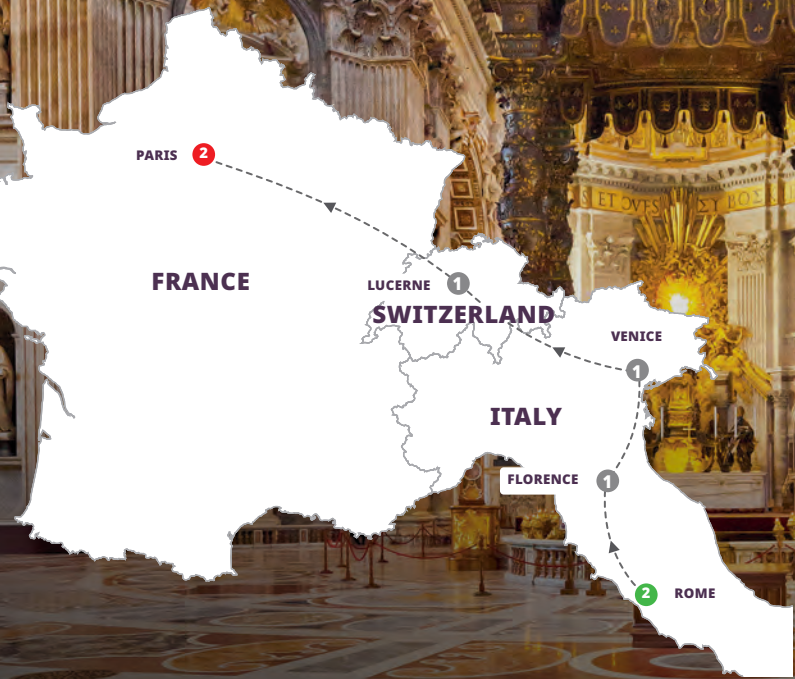 PARIS 2
FRANCE
LUCERNE 1
SWITZERLAND
VENICE
1
ITALY
FLORENCE 1
2 ROME